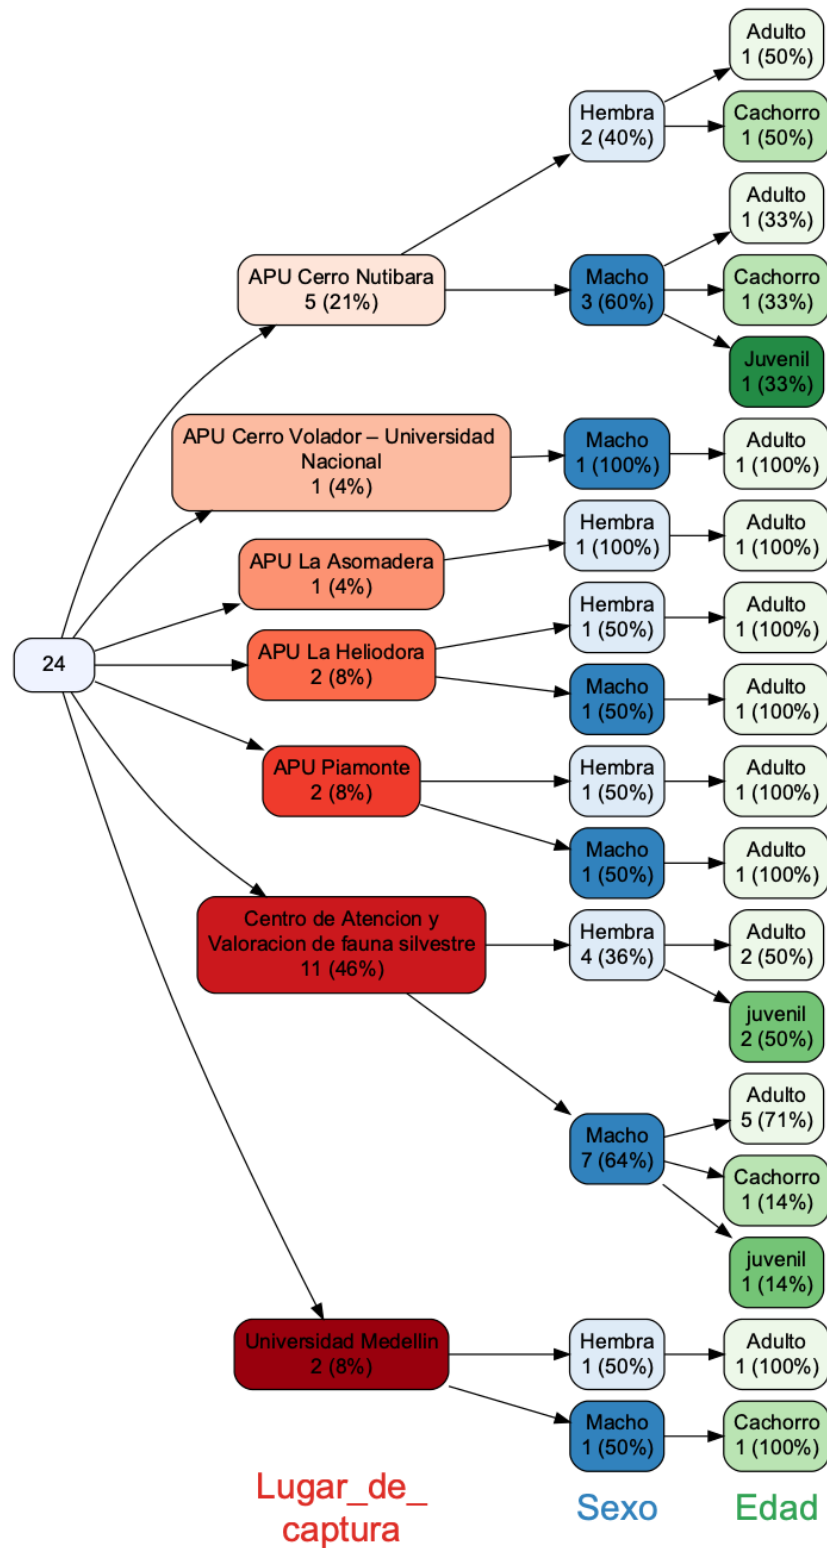 Adulto
1 (50%)
Hembra
2 (40%)
Cachorro
1 (50%)
Adulto
1 (33%)
APU Cerro Nutibara
5 (21%)
Macho
3 (60%)
Cachorro
1 (33%)
Juvenil
1 (33%)
APU Cerro Volador – Universidad
Nacional
1 (4%)
Macho
1 (100%)
Adulto
1 (100%)
APU La Asomadera
1 (4%)
Hembra
1 (100%)
Adulto
1 (100%)
24
APU La Heliodora
2 (8%)
Hembra
1 (50%)
Adulto
1 (100%)
Macho
1 (50%)
Adulto
1 (100%)
APU Piamonte
2 (8%)
Hembra
1 (50%)
Adulto
1 (100%)
Macho
1 (50%)
Adulto
1 (100%)
Centro de Atencion y
Valoracion de fauna silvestre
11 (46%)
Hembra
4 (36%)
Adulto
2 (50%)
juvenil
2 (50%)
Macho
7 (64%)
Adulto
5 (71%)
Cachorro
1 (14%)
juvenil
1 (14%)
Universidad Medellin
2 (8%)
Hembra
1 (50%)
Adulto
1 (100%)
Macho
1 (50%)
Cachorro
1 (100%)
Lugar_de_
captura
Sexo
Edad